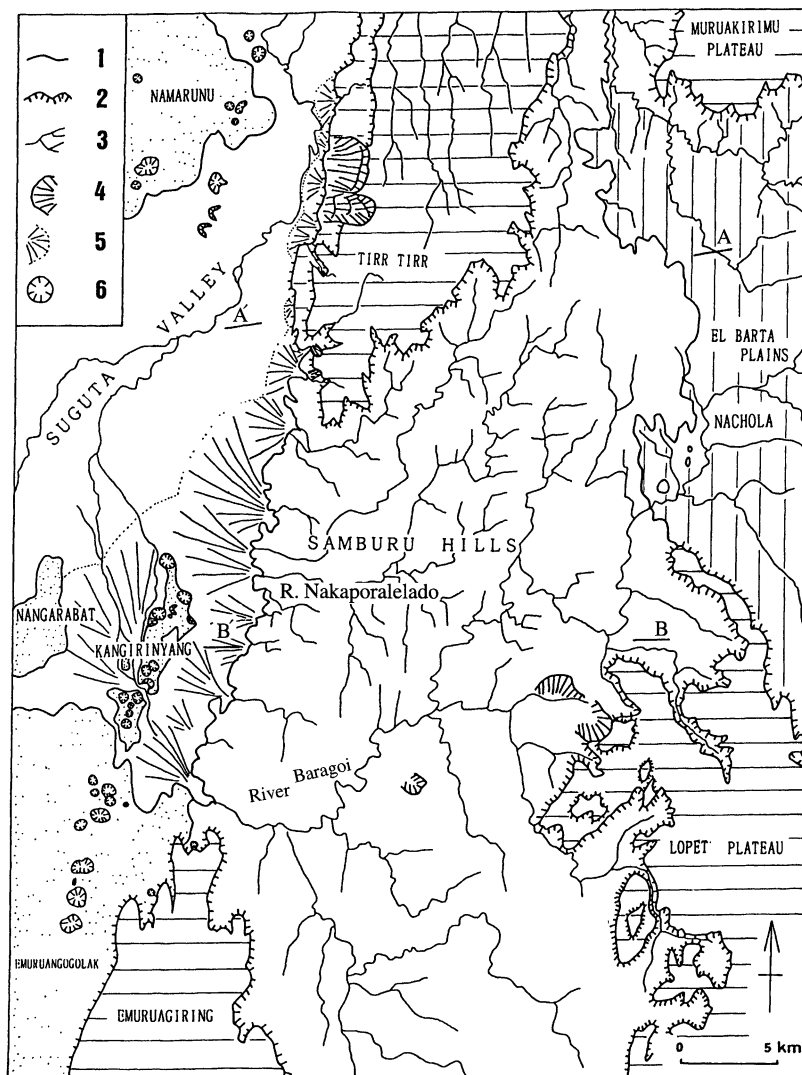 1
2
3
4
5
6
NAMARUNU
MURUAKIRIMU
PLATEAU
TIRR TIRR
A
A'
SUGUTA VALLEY
EL BARTA
PLAINS
NACHOLA
SAMBURU HILLS
R. Nakaporalelado
NANGARABAT
KANGIRINYANG
B'
B
River Baragoi
LOPET PLATEAU
EMURUANGOGOLAK
EMURUAGIRING
0 5 km